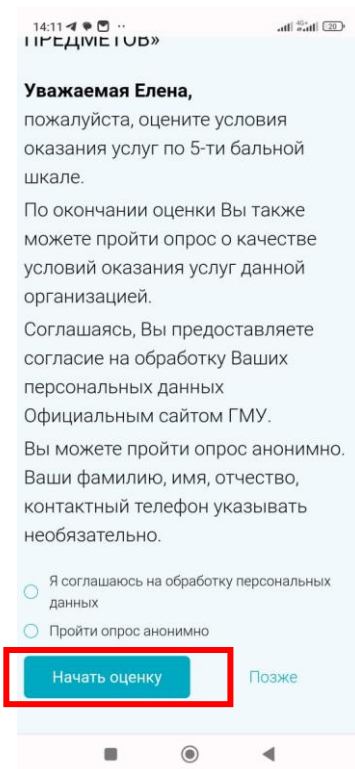 14:11
ПРЕДМЕТОВ»
Уважаемая Елена,
пожалуйста, оцените условия
оказания услуг по 5-ти бальной
шкале.
По окончании оценки Вы также
можете пройти опрос о качестве
условий оказания услуг данной
организацией.
Соглашаясь, Вы предоставляете
согласие на обработку Ваших
персональных данных
Официальным сайтом ГМУ.
Вы можете пройти опрос анонимно.
Ваши фамилию, имя, отчество,
контактный телефон указывать
необязательно.
Я соглашаюсь на обработку персональных
данных
Пройти опрос анонимно
Начать оценку Позже